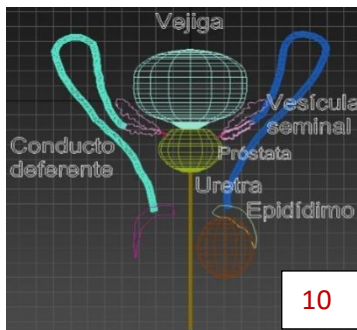 Vejiga
Vesícula
seminal
Conducto
deferente
Próstata
Uretra
Epidídimo
10